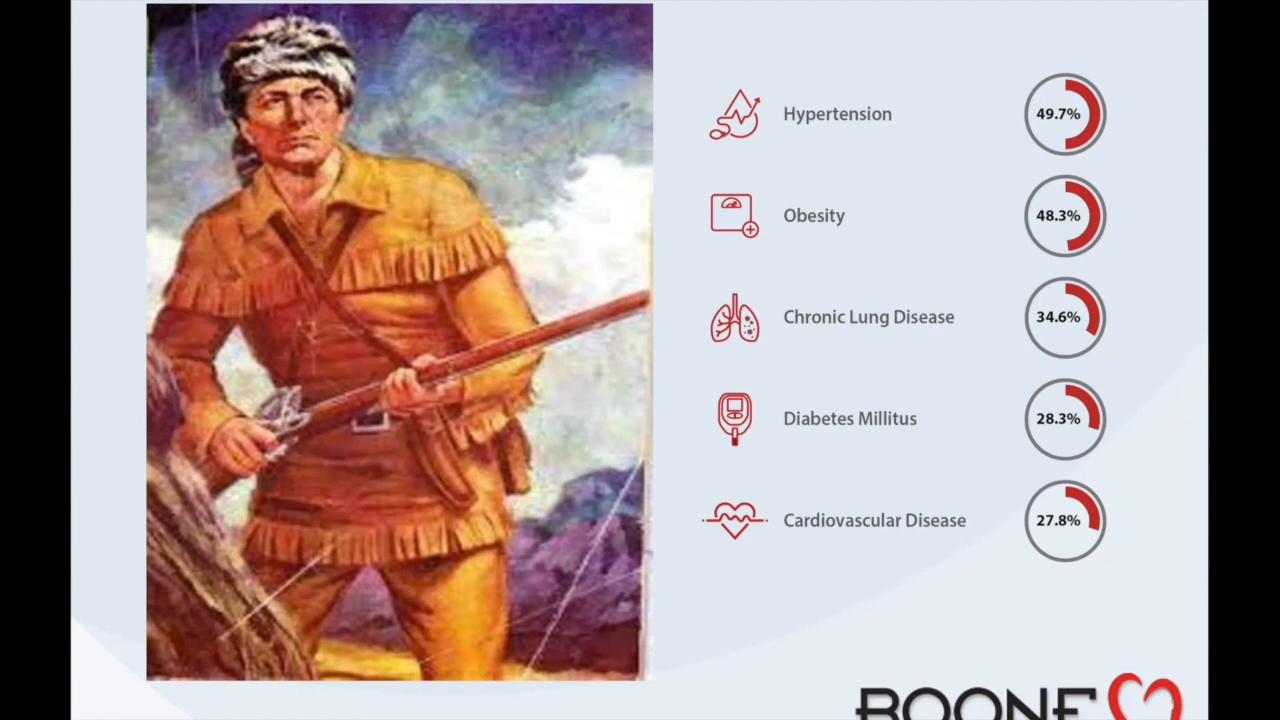 Hypertension 49.7%
Obesity 48.3%
Chronic Lung Disease 34.6%
Diabetes Millitus 28.3%
Cardiovascular Disease 27.8%
BOONE